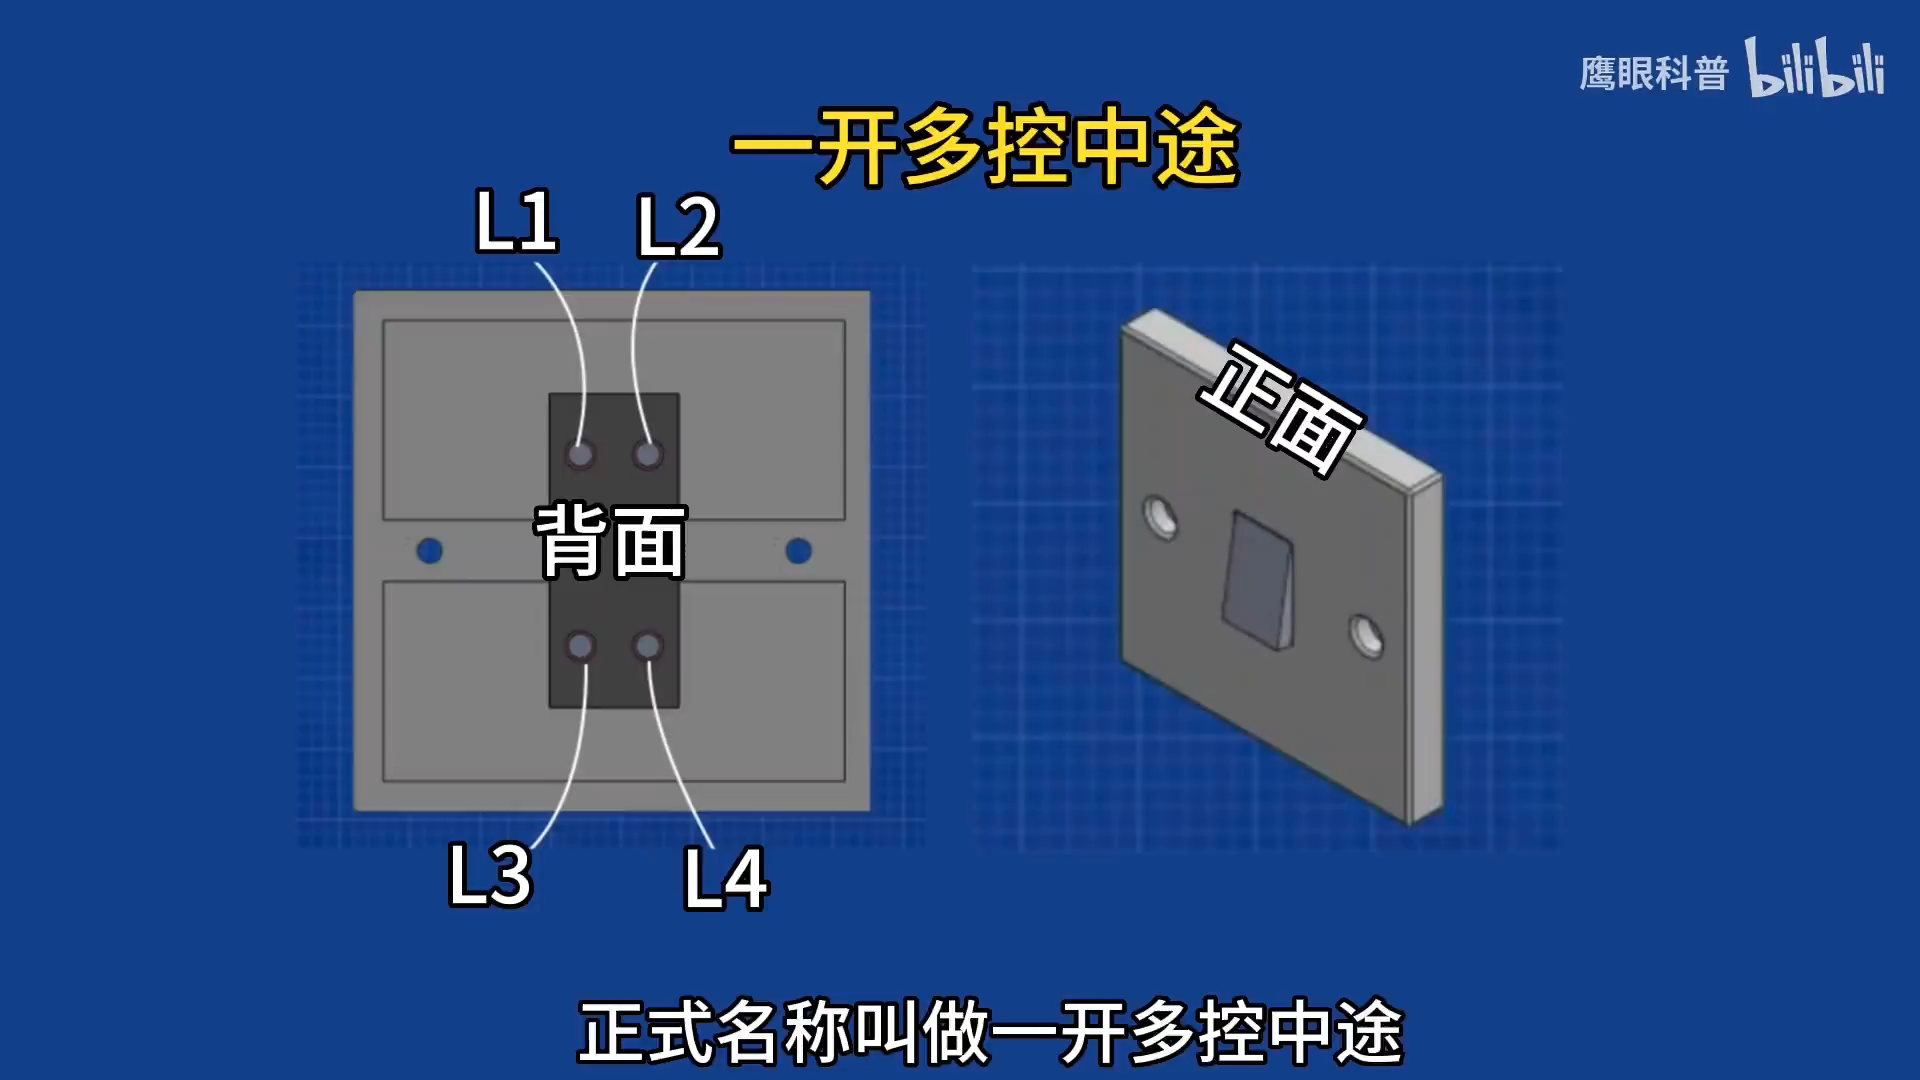 鹰眼科普 bilibili
一开多控中途
L1
L2
正面
背面
L3
L4
正式名称叫做一开多控中途